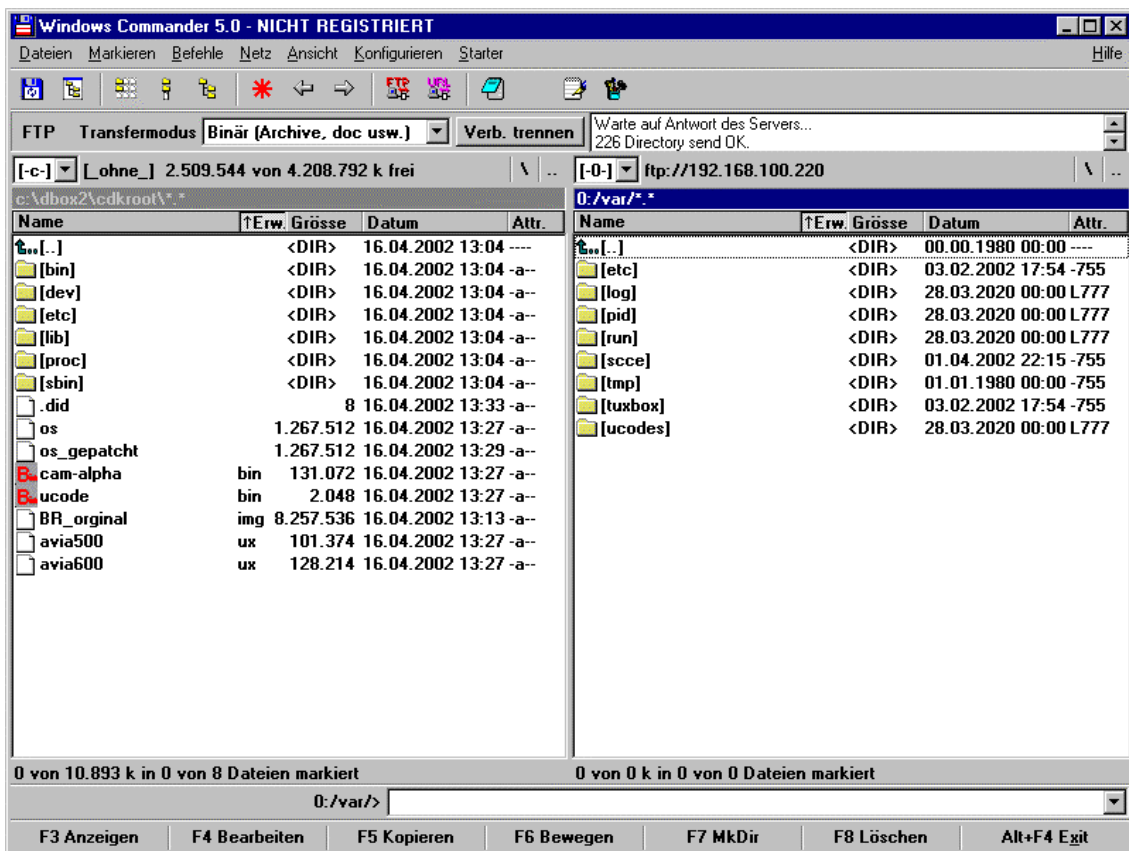 Windows Commander 5.0 - NICHT REGISTRIERT
Dateien Markieren Befehle Netz Ansicht Konfigurieren Starter Hilfe
FTP URL
FTP Transfermodus Binär (Archive, doc usw.) Verb. trennen
Warte auf Antwort des Servers...
226 Directory send OK.
[-c-] [_ohne_] 2.509.544 von 4.208.792 k frei \ ..
c:\dbox2\cdkroot\*.*
Name ↑Erw. Grösse Datum Attr.
[..] <DIR> 16.04.2002 13:04 ----
[bin] <DIR> 16.04.2002 13:04 -a--
[dev] <DIR> 16.04.2002 13:04 -a--
[etc] <DIR> 16.04.2002 13:04 -a--
[lib] <DIR> 16.04.2002 13:04 -a--
[proc] <DIR> 16.04.2002 13:04 -a--
[sbin] <DIR> 16.04.2002 13:04 -a--
.did 8 16.04.2002 13:33 -a--
os 1.267.512 16.04.2002 13:27 -a--
os_gepatcht 1.267.512 16.04.2002 13:29 -a--
cam-alpha bin 131.072 16.04.2002 13:27 -a--
ucode bin 2.048 16.04.2002 13:27 -a--
BR_orginal img 8.257.536 16.04.2002 13:13 -a--
avia500 ux 101.374 16.04.2002 13:27 -a--
avia600 ux 128.214 16.04.2002 13:27 -a--
0 von 10.893 k in 0 von 8 Dateien markiert
[-0-] ftp://192.168.100.220 \ ..
0:/var/*.*
Name ↑Erw. Grösse Datum Attr.
[..] <DIR> 00.00.1980 00:00 ----
[etc] <DIR> 03.02.2002 17:54 -755
[log] <DIR> 28.03.2020 00:00 L777
[pid] <DIR> 28.03.2020 00:00 L777
[run] <DIR> 28.03.2020 00:00 L777
[scce] <DIR> 01.04.2002 22:15 -755
[tmp] <DIR> 01.01.1980 00:00 -755
[tuxbox] <DIR> 03.02.2002 17:54 -755
[ucodes] <DIR> 28.03.2020 00:00 L777
0 von 0 k in 0 von 0 Dateien markiert
0:/var/>
F3 Anzeigen F4 Bearbeiten F5 Kopieren F6 Bewegen F7 MkDir F8 Löschen Alt+F4 Exit